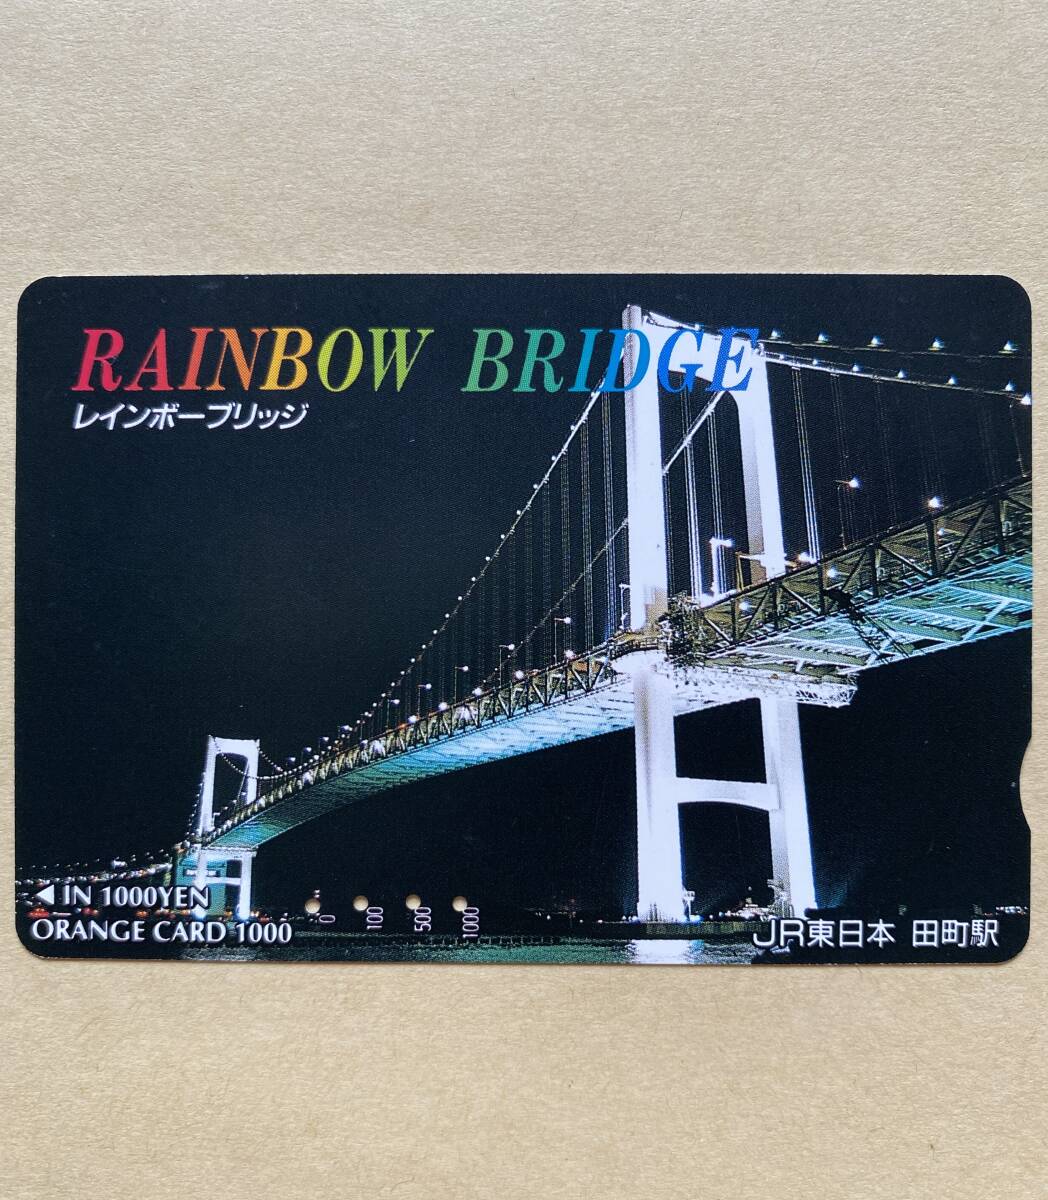 RAINBOW BRIDGE
レインボーブリッジ
◀ IN 1000YEN
ORANGE CARD 1000
0 100 500 1000
JR東日本 田町駅